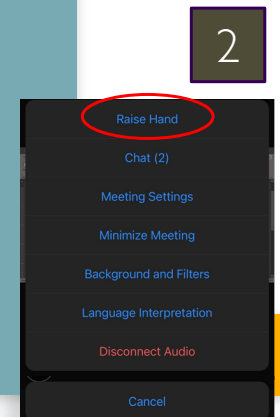 2
Raise Hand
Chat (2)
Meeting Settings
Minimize Meeting
Background and Filters
Language Interpretation
Disconnect Audio
Cancel